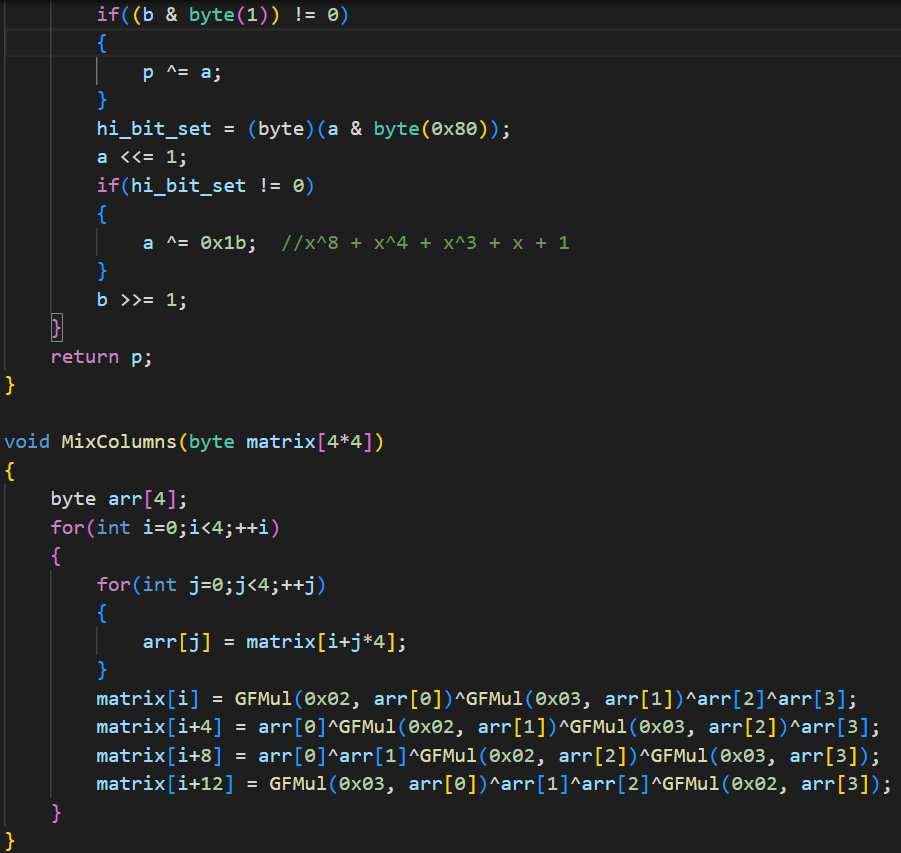 if((b & byte(1)) != 0)
{
p ^= a;
}
hi_bit_set = (byte)(a & byte(0x80));
a <<= 1;
if(hi_bit_set != 0)
{
a ^= 0x1b;  //x^8 + x^4 + x^3 + x + 1
}
b >>= 1;
}
return p;
}
void MixColumns(byte matrix[4*4])
{
byte arr[4];
for(int i=0;i<4;++i)
{
for(int j=0;j<4;++j)
{
arr[j] = matrix[i+j*4];
}
matrix[i] = GFMul(0x02, arr[0])^GFMul(0x03, arr[1])^arr[2]^arr[3];
matrix[i+4] = arr[0]^GFMul(0x02, arr[1])^GFMul(0x03, arr[2])^arr[3];
matrix[i+8] = arr[0]^arr[1]^GFMul(0x02, arr[2])^GFMul(0x03, arr[3]);
matrix[i+12] = GFMul(0x03, arr[0])^arr[1]^arr[2]^GFMul(0x02, arr[3]);
}
}